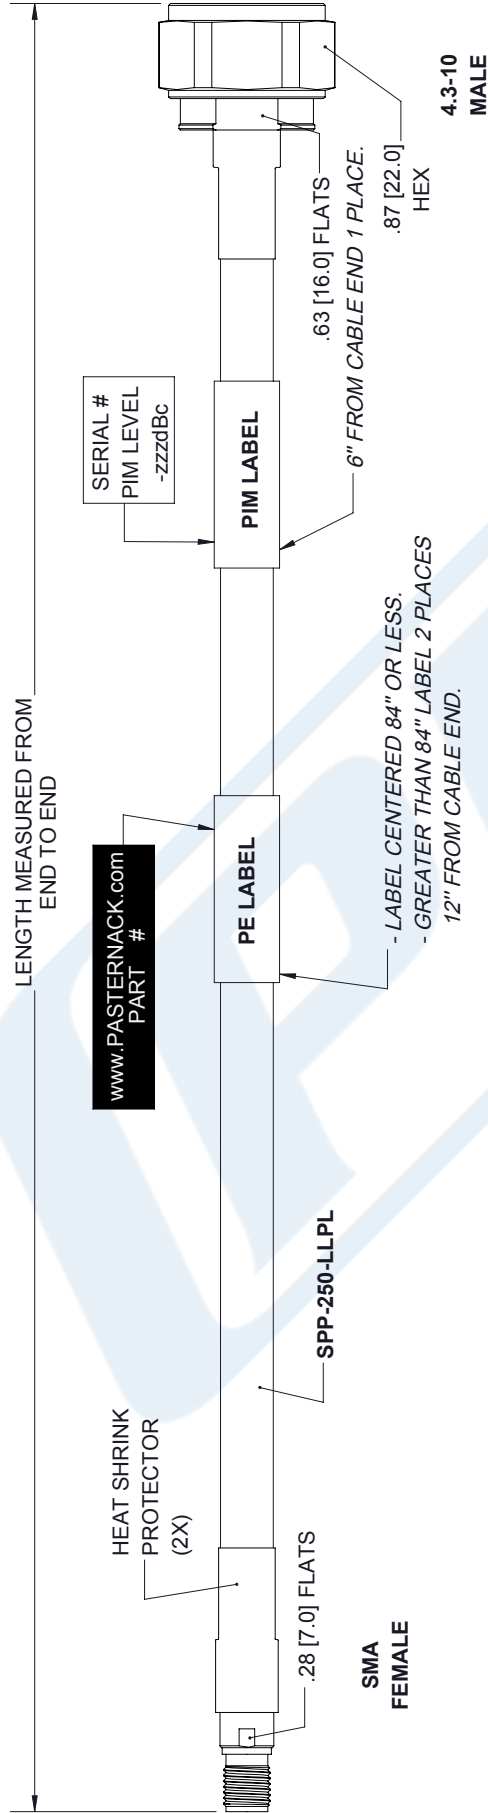 LENGTH MEASURED FROM
END TO END
HEAT SHRINK
PROTECTOR
(2X)
www.PASTERNACK.com
PART #
SERIAL #
PIM LEVEL
-zzzdBc
PE LABEL
PIM LABEL
.28 [7.0] FLATS
SMA
FEMALE
SPP-250-LLPL
- LABEL CENTERED 84" OR LESS.
- GREATER THAN 84" LABEL 2 PLACES
12" FROM CABLE END.
.63 [16.0] FLATS
6" FROM CABLE END 1 PLACE.
.87 [22.0]
HEX
4.3-10
MALE